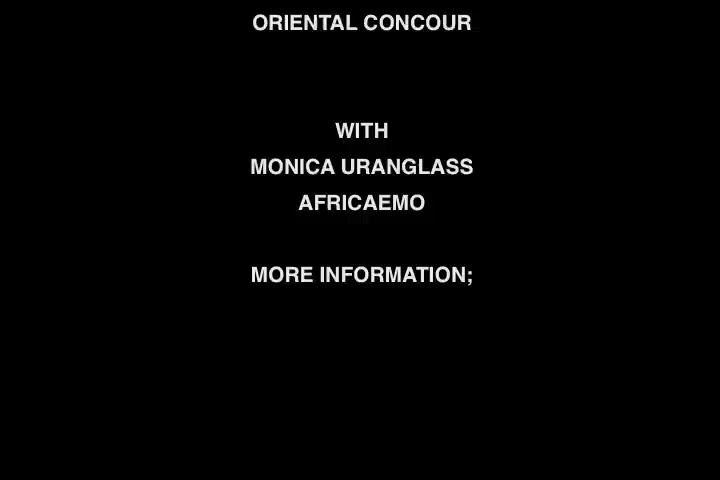 ORIENTAL CONCOUR
WITH
MONICA URANGLASS
AFRICAEMO
MORE INFORMATION;